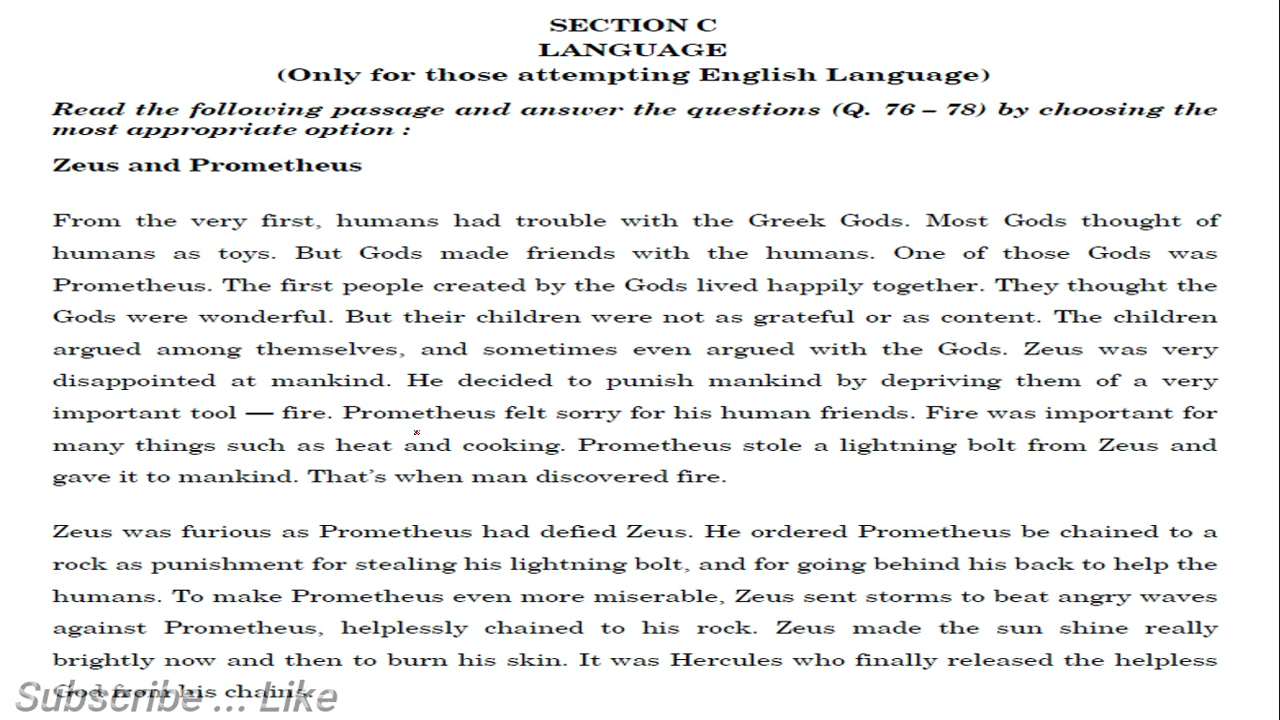 SECTION C
LANGUAGE
(Only for those attempting English Language)
Read the following passage and answer the questions (Q. 76 – 78) by choosing the
most appropriate option :
Zeus and Prometheus
From the very first, humans had trouble with the Greek Gods. Most Gods thought of
humans as toys. But Gods made friends with the humans. One of those Gods was
Prometheus. The first people created by the Gods lived happily together. They thought the
Gods were wonderful. But their children were not as grateful or as content. The children
argued among themselves, and sometimes even argued with the Gods. Zeus was very
disappointed at mankind. He decided to punish mankind by depriving them of a very
important tool — fire. Prometheus felt sorry for his human friends. Fire was important for
many things such as heat and cooking. Prometheus stole a lightning bolt from Zeus and
gave it to mankind. That's when man discovered fire.
Zeus was furious as Prometheus had defied Zeus. He ordered Prometheus be chained to a
rock as punishment for stealing his lightning bolt, and for going behind his back to help the
humans. To make Prometheus even more miserable, Zeus sent storms to beat angry waves
against Prometheus, helplessly chained to his rock. Zeus made the sun shine really
brightly now and then to burn his skin. It was Hercules who finally released the helpless
God from his chains.
Subscribe ... Like